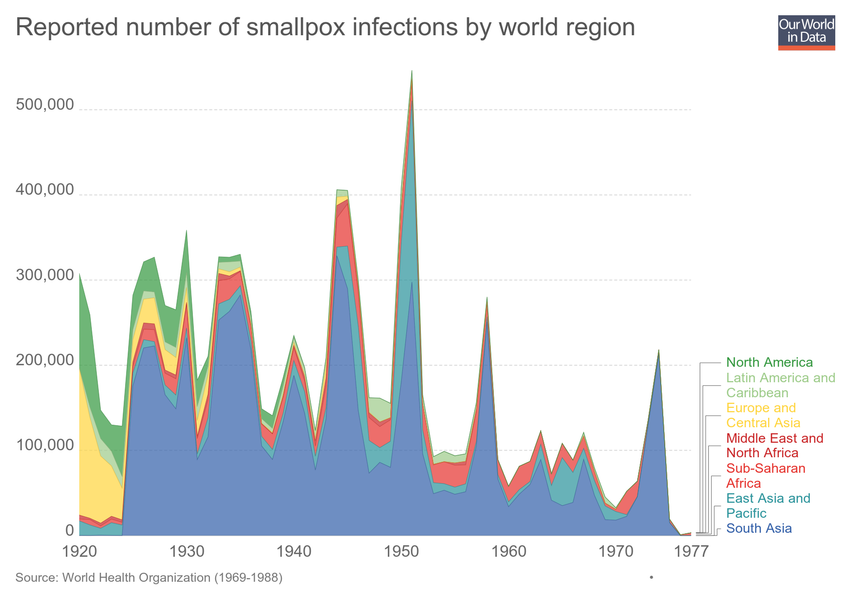 Reported number of smallpox infections by world region
Our World
in Data
500,000
400,000
300,000
200,000
100,000
0
1920
1930
1940
1950
1960
1970
1977
North America
Latin America and
Caribbean
Europe and
Central Asia
Middle East and
North Africa
Sub-Saharan
Africa
East Asia and
Pacific
South Asia
Source: World Health Organization (1969-1988)